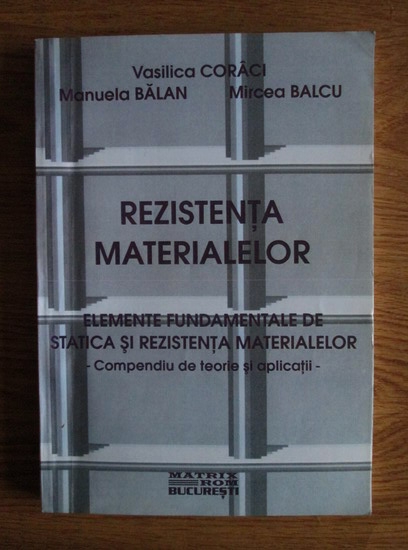 Vasilica CORÂCI
Manuela BĂLAN Mircea BALCU
REZISTENȚA
MATERIALELOR
ELEMENTE FUNDAMENTALE DE
STATICA ȘI REZISTENȚA MATERIALELOR
- Compendiu de teorie și aplicații -
MATRIX
ROM
BUCUREȘTI